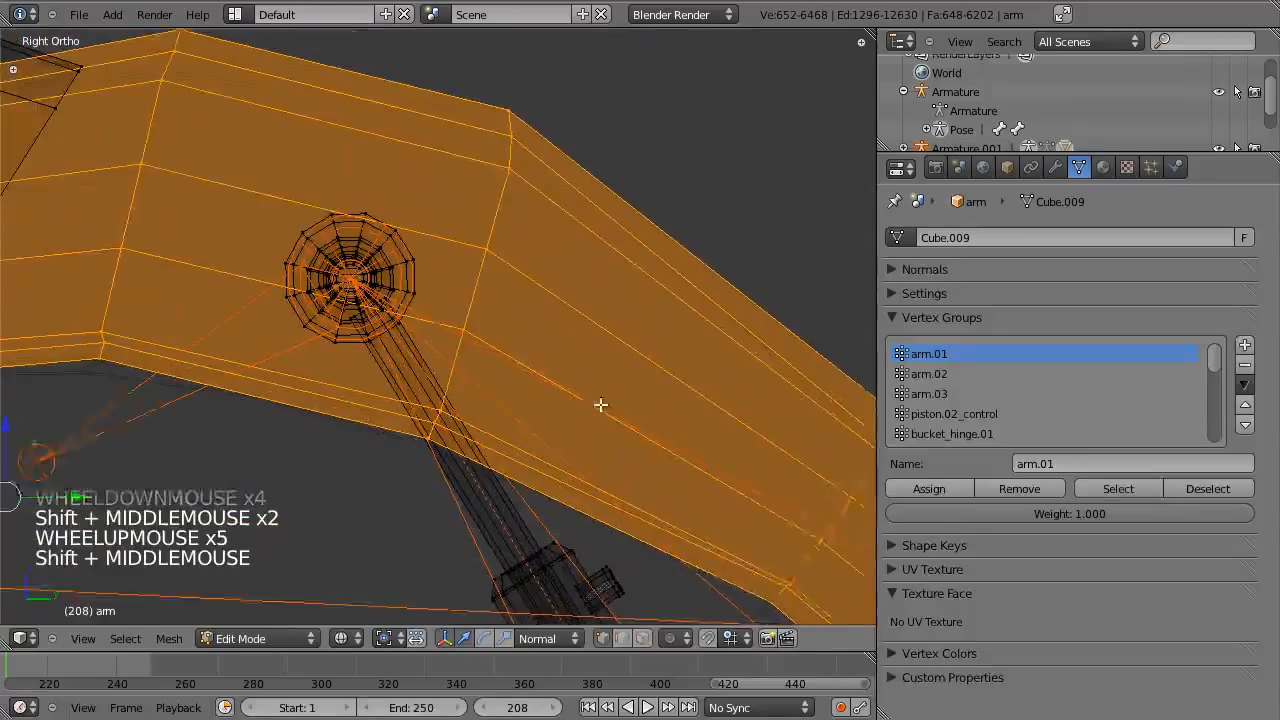 File Add Render Help Default Scene Blender Render Ve:652-6468 | Ed:1296-12630 | Fa:648-6202 | arm
Right Ortho
View Search All Scenes
RenderLayers
World
Armature
Armature
Pose
Armature.001
arm Cube.009
Cube.009 F
Normals
Settings
Vertex Groups
arm.01
arm.02
arm.03
piston.02_control
bucket_hinge.01
Name: arm.01
Assign Remove Select Deselect
Weight: 1.000
Shape Keys
UV Texture
Texture Face
No UV Texture
Vertex Colors
Custom Properties
WHEELDOWNMOUSE x4
Shift + MIDDLEMOUSE x2
WHEELUPMOUSE x5
Shift + MIDDLEMOUSE
(208) arm
View Select Mesh Edit Mode Normal
220 240 260 280 300 320 340 360 380 400 420 440
View Frame Playback Start: 1 End: 250 208 No Sync